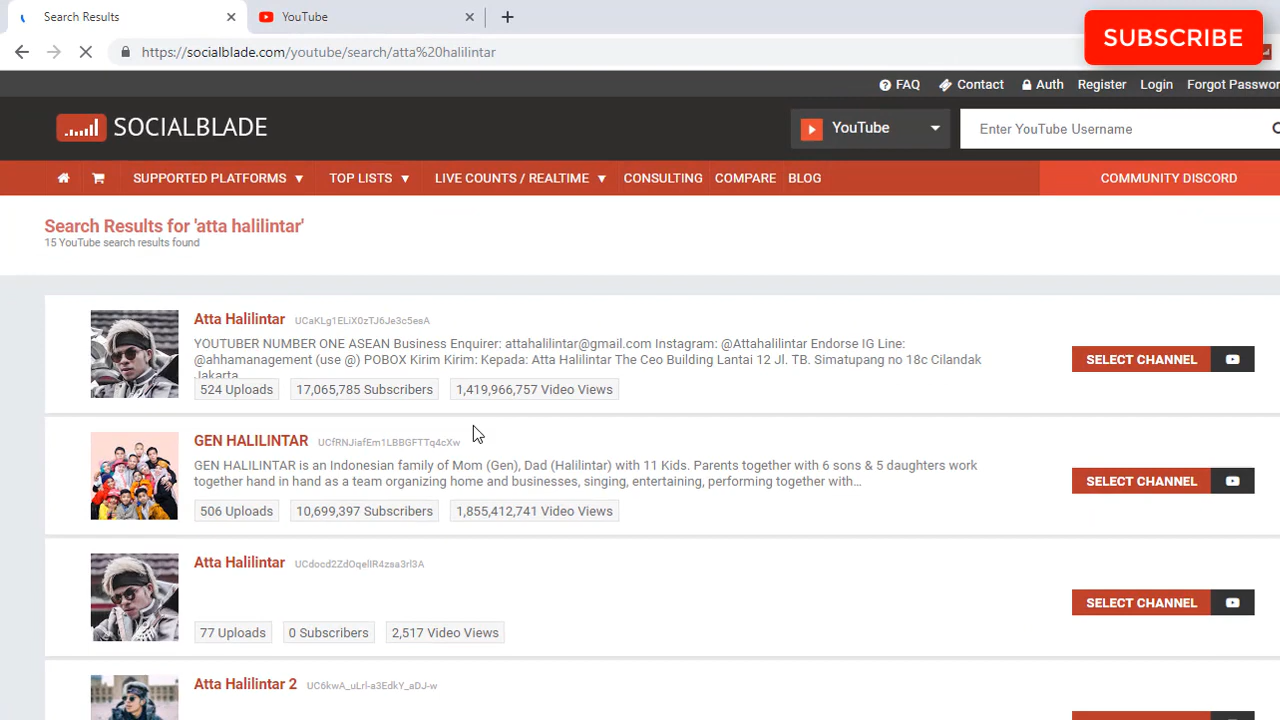 Search Results
YouTube
SUBSCRIBE
https://socialblade.com/youtube/search/atta%20halilintar
FAQ Contact Auth Register Login Forgot Passwor
SOCIALBLADE
YouTube
Enter YouTube Username
SUPPORTED PLATFORMS TOP LISTS LIVE COUNTS / REALTIME CONSULTING COMPARE BLOG COMMUNITY DISCORD
Search Results for 'atta halilintar'
15 YouTube search results found
Atta Halilintar UCaKLg1ELiX0zTJ6Je3c5esA
YOUTUBER NUMBER ONE ASEAN Business Enquirer: attahalilintar@gmail.com Instagram: @Attahalilintar Endorse IG Line:
@ahhamanagement (use @) POBOX Kirim Kirim: Kepada: Atta Halilintar The Ceo Building Lantai 12 Jl. TB. Simatupang no 18c Cilandak
Jakarta
SELECT CHANNEL
524 Uploads 17,065,785 Subscribers 1,419,966,757 Video Views
GEN HALILINTAR UCfRNJiafEm1LBBGFTTq4cXw
GEN HALILINTAR is an Indonesian family of Mom (Gen), Dad (Halilintar) with 11 Kids. Parents together with 6 sons & 5 daughters work
together hand in hand as a team organizing home and businesses, singing, entertaining, performing together with...
SELECT CHANNEL
506 Uploads 10,699,397 Subscribers 1,855,412,741 Video Views
Atta Halilintar
SELECT CHANNEL
77 Uploads 0 Subscribers 2,517 Video Views
Atta Halilintar 2 UC6kwA_uLrl-a3EdkY_aDJ-w